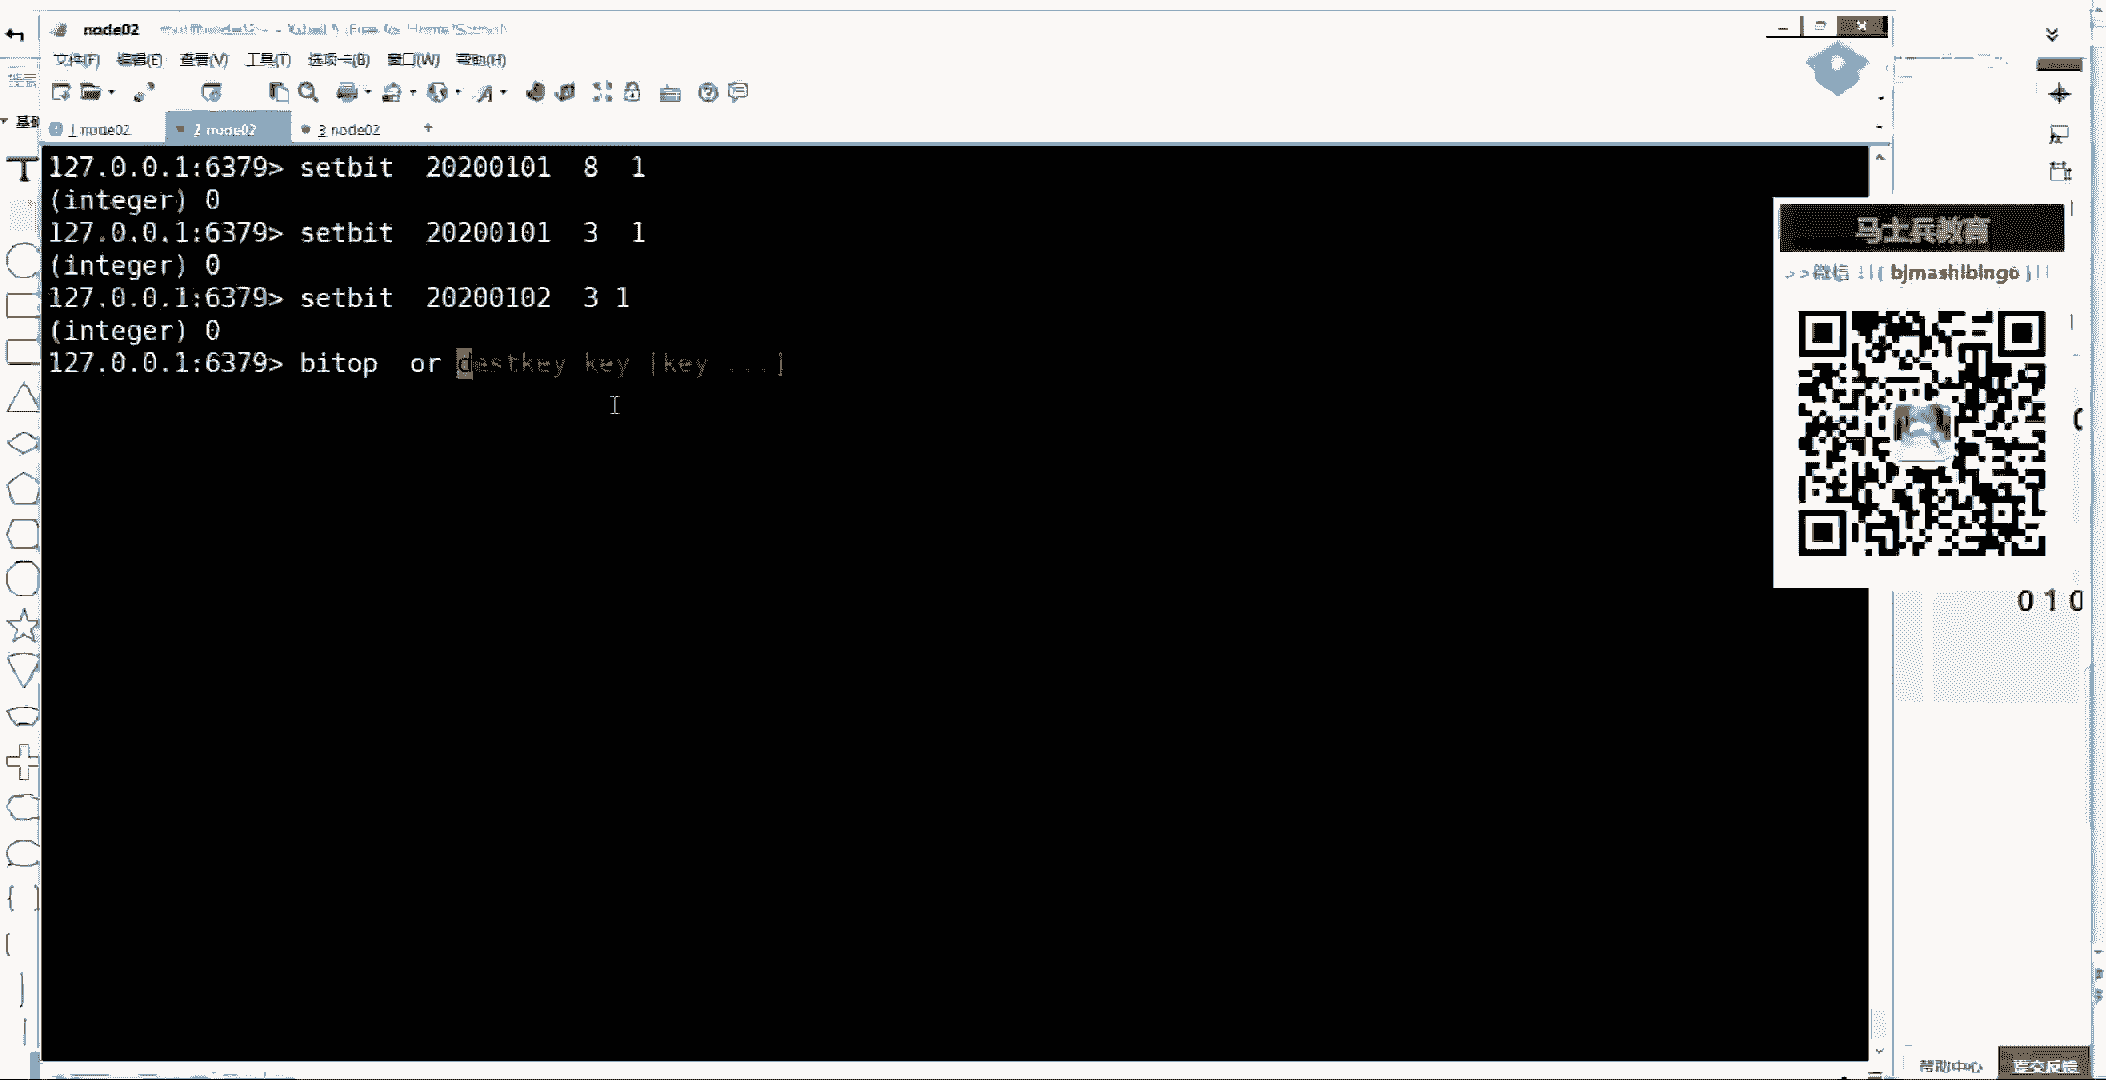 node02
文件(F) 编辑(E) 查看(V) 工具(T) 选项卡(B) 窗口(W) 帮助(H)
1 node02 2 node02 3 node02 +
127.0.0.1:6379> setbit 20200101 8 1
(integer) 0
127.0.0.1:6379> setbit 20200101 3 1
(integer) 0
127.0.0.1:6379> setbit 20200102 3 1
(integer) 0
127.0.0.1:6379> bitop or destkey key [key ...]
马士兵教育
>>微信 bjmashibingo
0 1 0
帮助中心 提交反馈